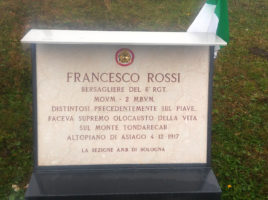 FRANCESCO ROSSI
BERSAGLIERE DEL 6° RGT.
MOVM - 2 MBVM
DISTINTOSI PRECEDENTEMENTE SUL PIAVE,
FACEVA SUPREMO OLOCAUSTO DELLA VITA
SUL MONTE TONDARECAR
ALTOPIANO DI ASIAGO 4 12 1917
LA SEZIONE A.N.B. DI BOLOGNA